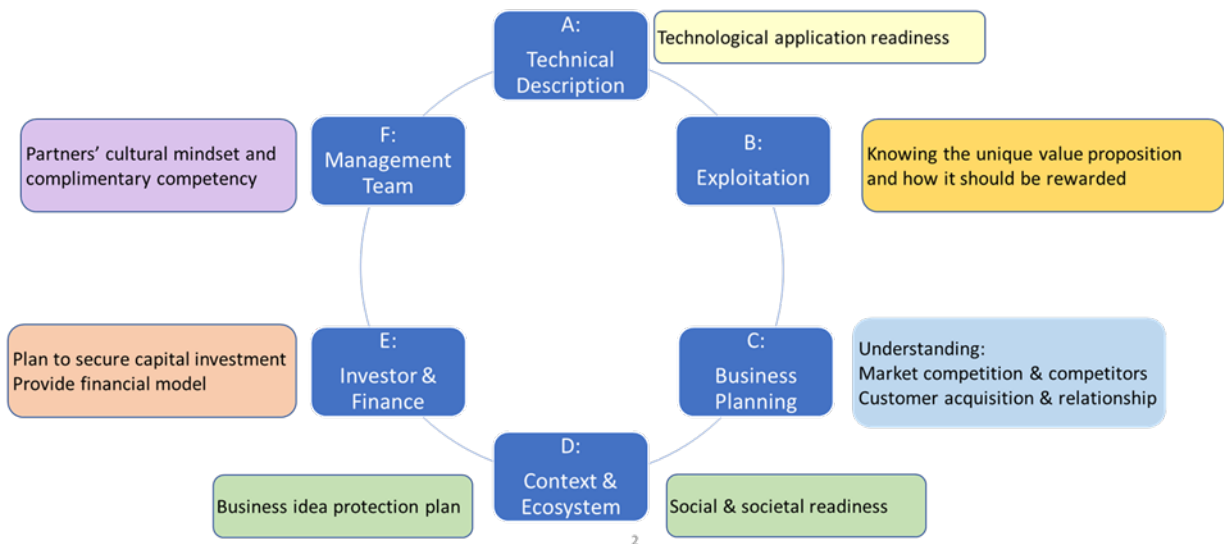 A:
Technical
Description
Technological application readiness
F:
Management
Team
Partners’ cultural mindset and
complimentary competency
B:
Exploitation
Knowing the unique value proposition
and how it should be rewarded
E:
Investor &
Finance
Plan to secure capital investment
Provide financial model
C:
Business
Planning
Understanding:
Market competition & competitors
Customer acquisition & relationship
D:
Context &
Ecosystem
Business idea protection plan
Social & societal readiness
2